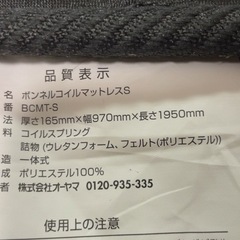 品質表示
ボンネルコイルマットレスS
BCMT-S
厚さ165mm×幅970mm×長さ1950mm
コイルスプリング
詰物 (ウレタンフォーム、フェルト(ポリエステル))
造 一体式
ポリエステル100%
者 株式会社オーヤマ 0120-935-335
使用上の注意